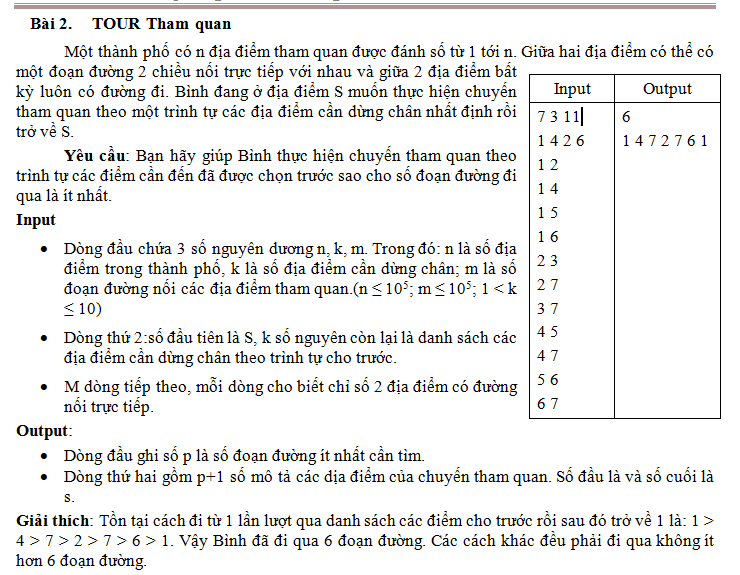 Bài 2. TOUR Tham quan
Một thành phố có n địa điểm tham quan được đánh số từ 1 tới n. Giữa hai địa điểm có thể có
một đoạn đường 2 chiều nối trực tiếp với nhau và giữa 2 địa điểm bất
kỳ luôn có đường đi. Bình đang ở địa điểm S muốn thực hiện chuyến
tham quan theo một trình tự các địa điểm cần dừng chân nhất định rồi
trở về S.
Yêu cầu: Bạn hãy giúp Bình thực hiện chuyến tham quan theo
trình tự các điểm cần đến đã được chọn trước sao cho số đoạn đường đi
qua là ít nhất.
Input
• Dòng đầu chứa 3 số nguyên dương n, k, m. Trong đó: n là số địa
điểm trong thành phố, k là số địa điểm cần dừng chân; m là số
đoạn đường nối các địa điểm tham quan.(n ≤ 10⁵; m ≤ 10⁵; 1 < k
≤ 10)
• Dòng thứ 2:số đầu tiên là S, k số nguyên còn lại là danh sách các
địa điểm cần dừng chân theo trình tự cho trước.
• M dòng tiếp theo, mỗi dòng cho biết chỉ số 2 địa điểm có đường
nối trực tiếp.
Input Output
7 3 11 6
1 4 2 6 1 4 7 2 7 6 1
1 2
1 4
1 5
1 6
2 3
2 7
3 7
4 5
4 7
5 6
6 7
Output:
• Dòng đầu ghi số p là số đoạn đường ít nhất cần tìm.
• Dòng thứ hai gồm p+1 số mô tả các dịa điểm của chuyến tham quan. Số đầu là và số cuối là
s.
Giải thích: Tồn tại cách đi từ 1 lần lượt qua danh sách các điểm cho trước rồi sau đó trở về 1 là: 1 >
4 > 7 > 2 > 7 > 6 > 1. Vậy Bình đã đi qua 6 đoạn đường. Các cách khác đều phải đi qua không ít
hơn 6 đoạn đường.